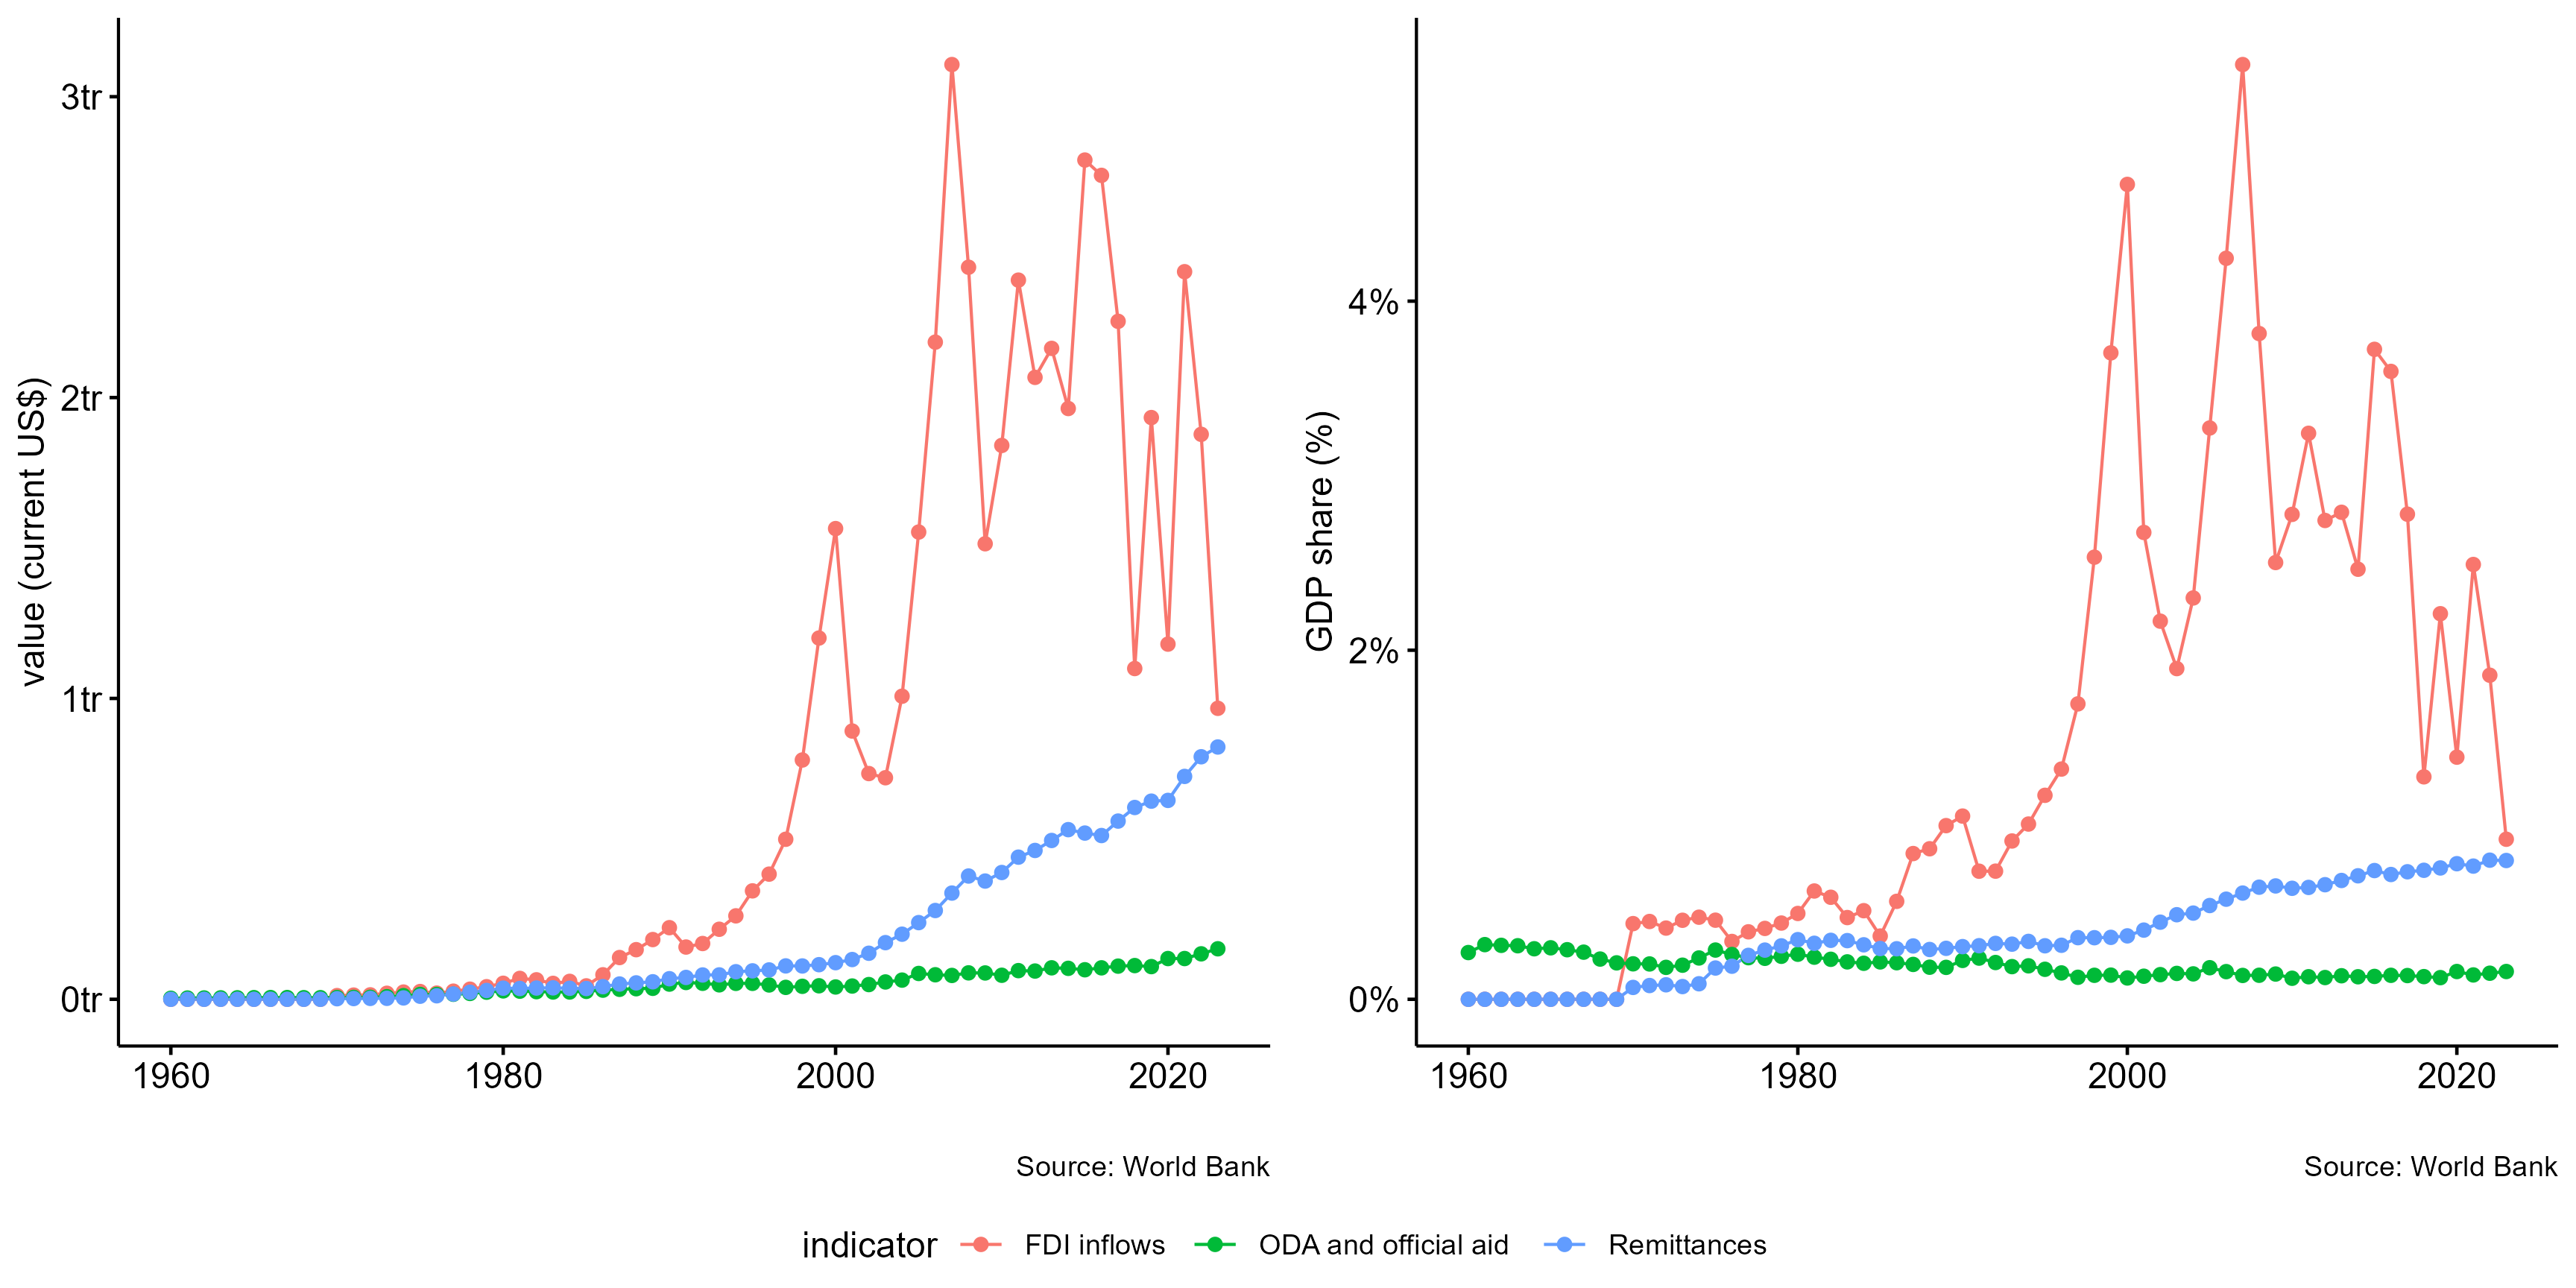 value (current US$)
3tr
2tr
1tr
0tr
1960 1980 2000 2020
Source: World Bank
GDP share (%)
4%
2%
0%
1960 1980 2000 2020
Source: World Bank
indicator FDI inflows ODA and official aid Remittances